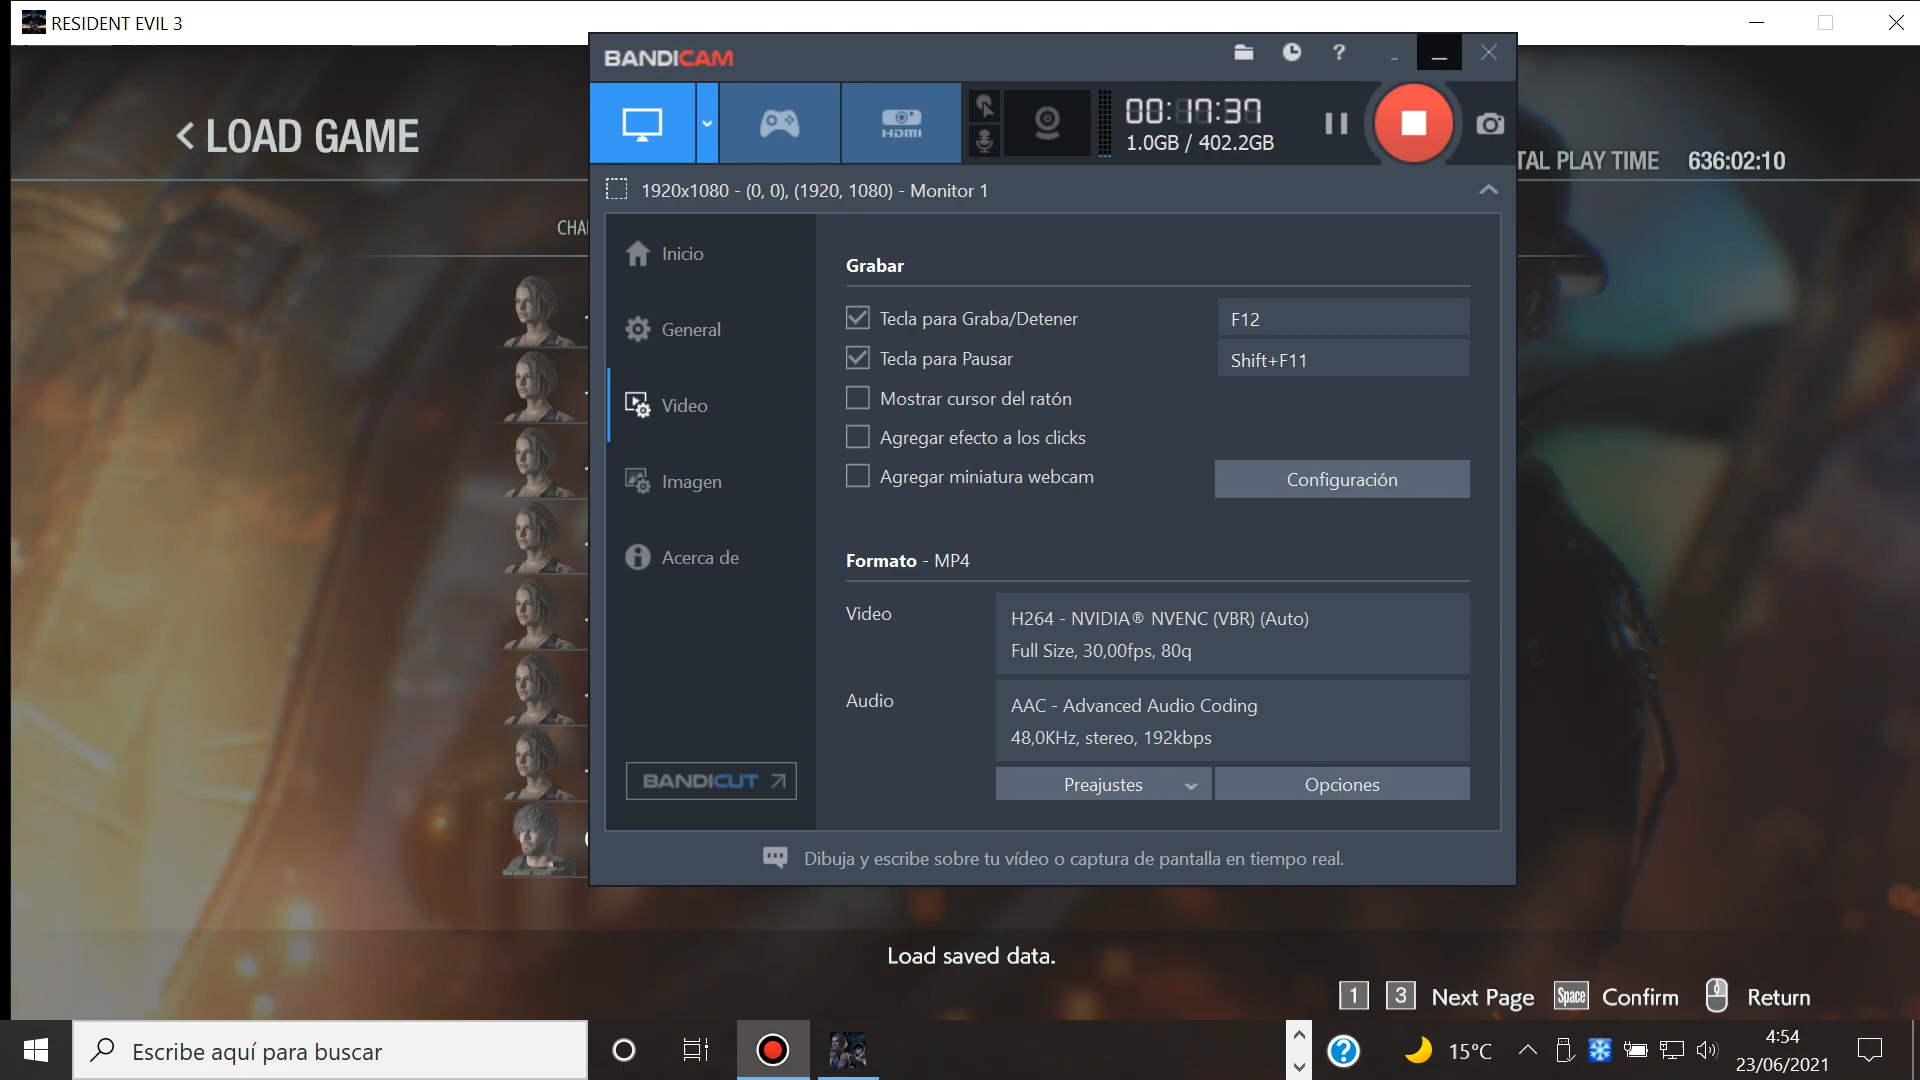 RESIDENT EVIL 3
LOAD GAME
CHA
TAL PLAY TIME 636:02:10
BANDICAM
?
HDMI
00:17:37
1.0GB / 402.2GB
1920x1080 - (0, 0), (1920, 1080) - Monitor 1
Inicio
General
Video
Imagen
Acerca de
BANDICUT
Grabar
Tecla para Graba/Detener F12
Tecla para Pausar Shift+F11
Mostrar cursor del ratón
Agregar efecto a los clicks
Agregar miniatura webcam Configuración
Formato - MP4
Video H264 - NVIDIA® NVENC (VBR) (Auto)
Full Size, 30,00fps, 80q
Audio AAC - Advanced Audio Coding
48,0KHz, stereo, 192kbps
Preajustes Opciones
Dibuja y escribe sobre tu vídeo o captura de pantalla en tiempo real.
Load saved data.
1 3 Next Page Space Confirm Return
Escribe aquí para buscar
? 15°C 4:54
23/06/2021